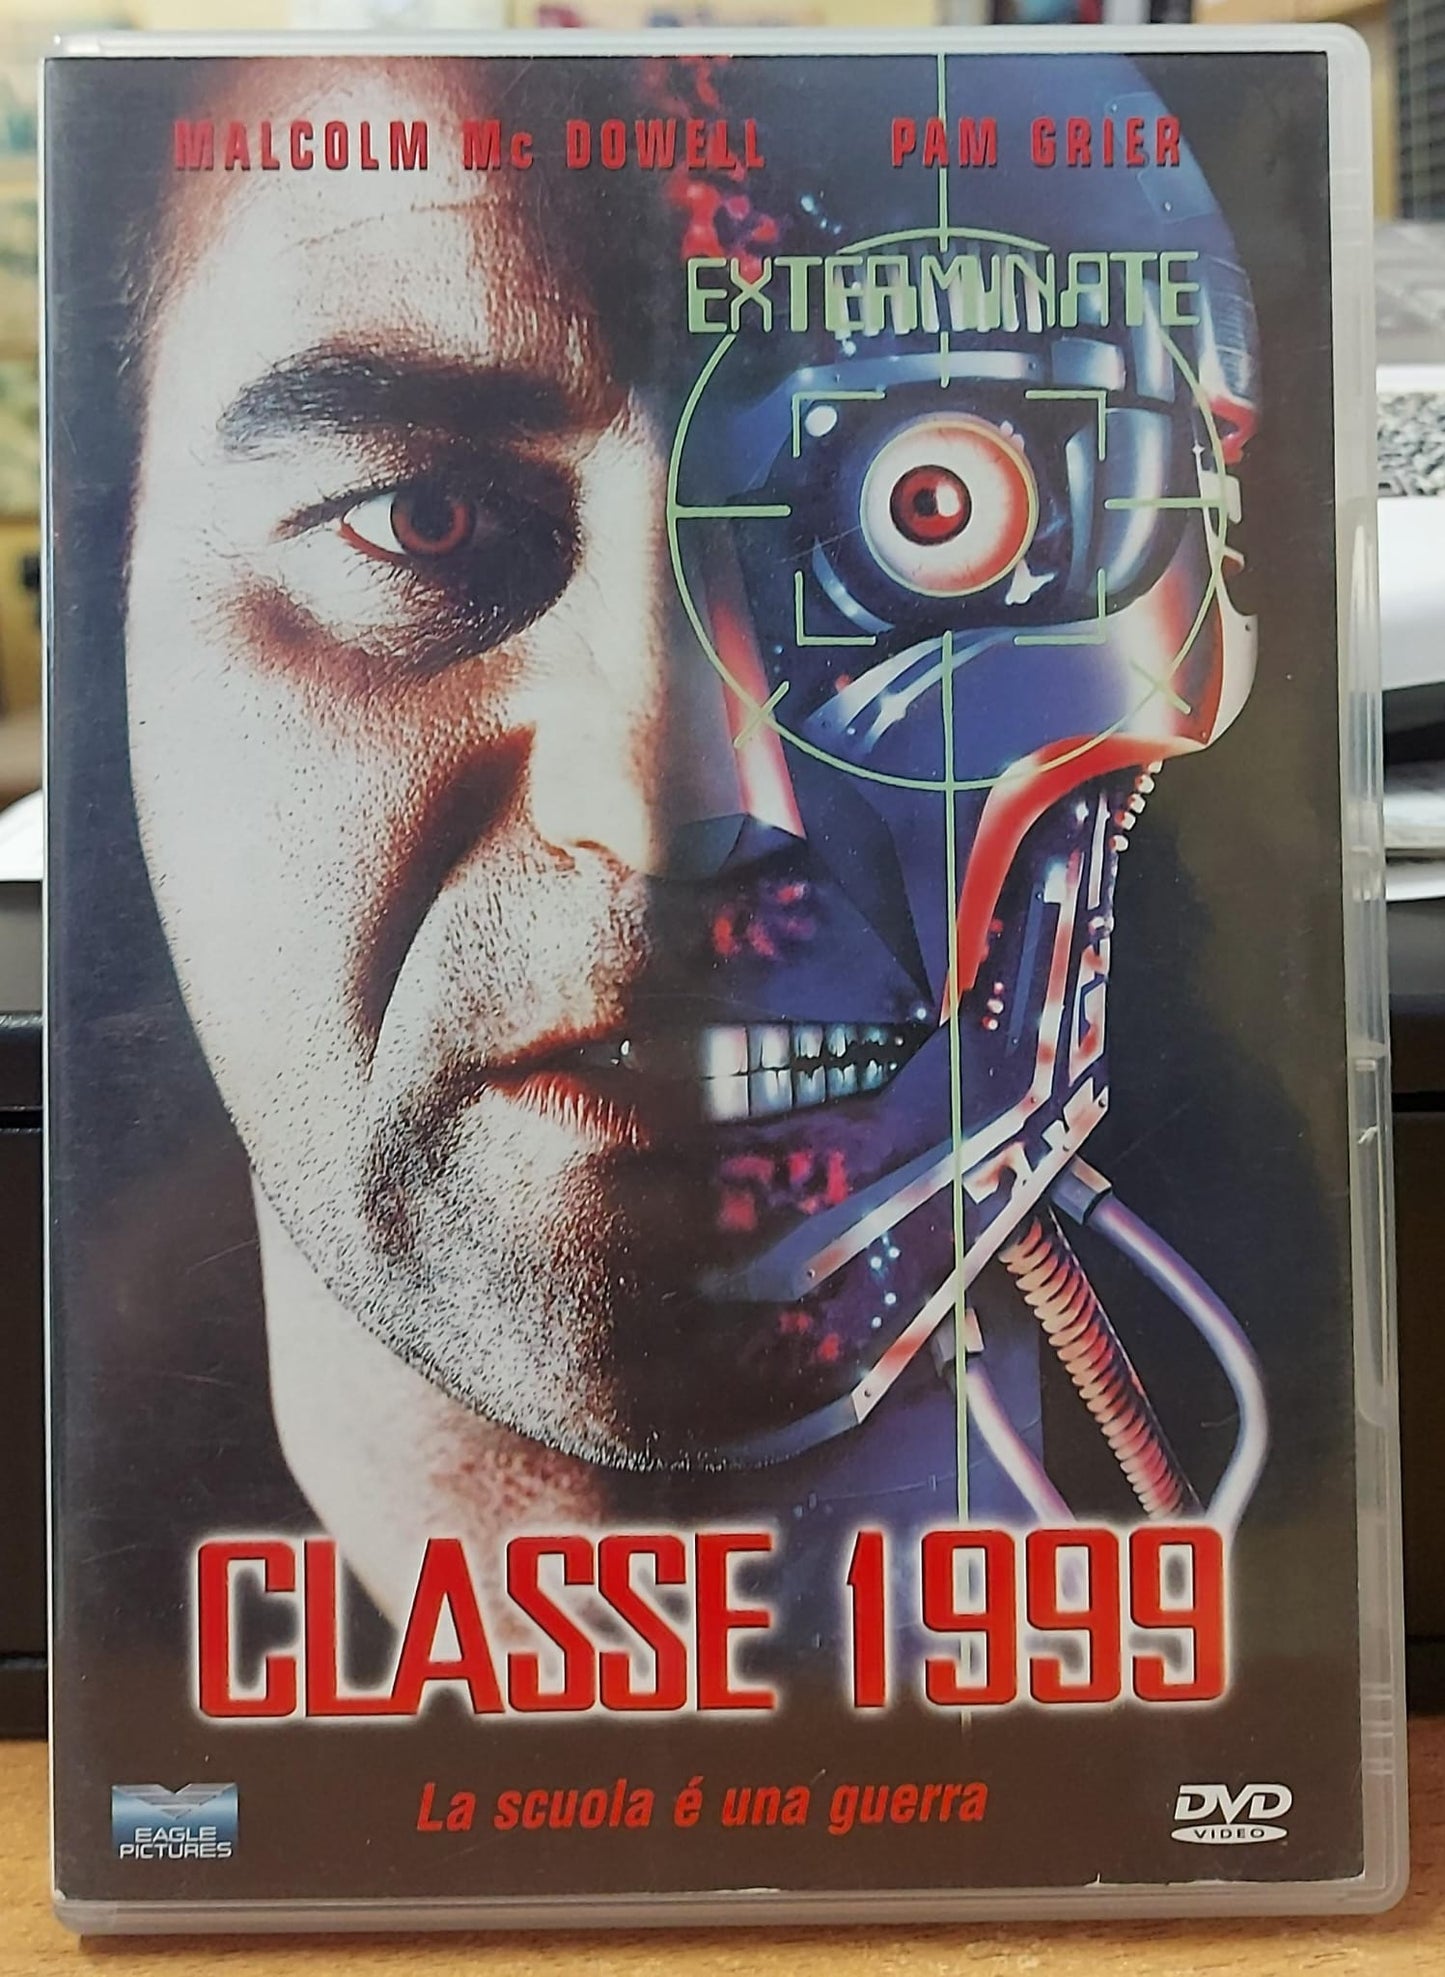 MALCOLM Mc DOWELL PAM GRIER
EXTERMINATE
CLASSE 1999
La scuola é una guerra
EAGLE
PICTURES
DVD
VIDEO